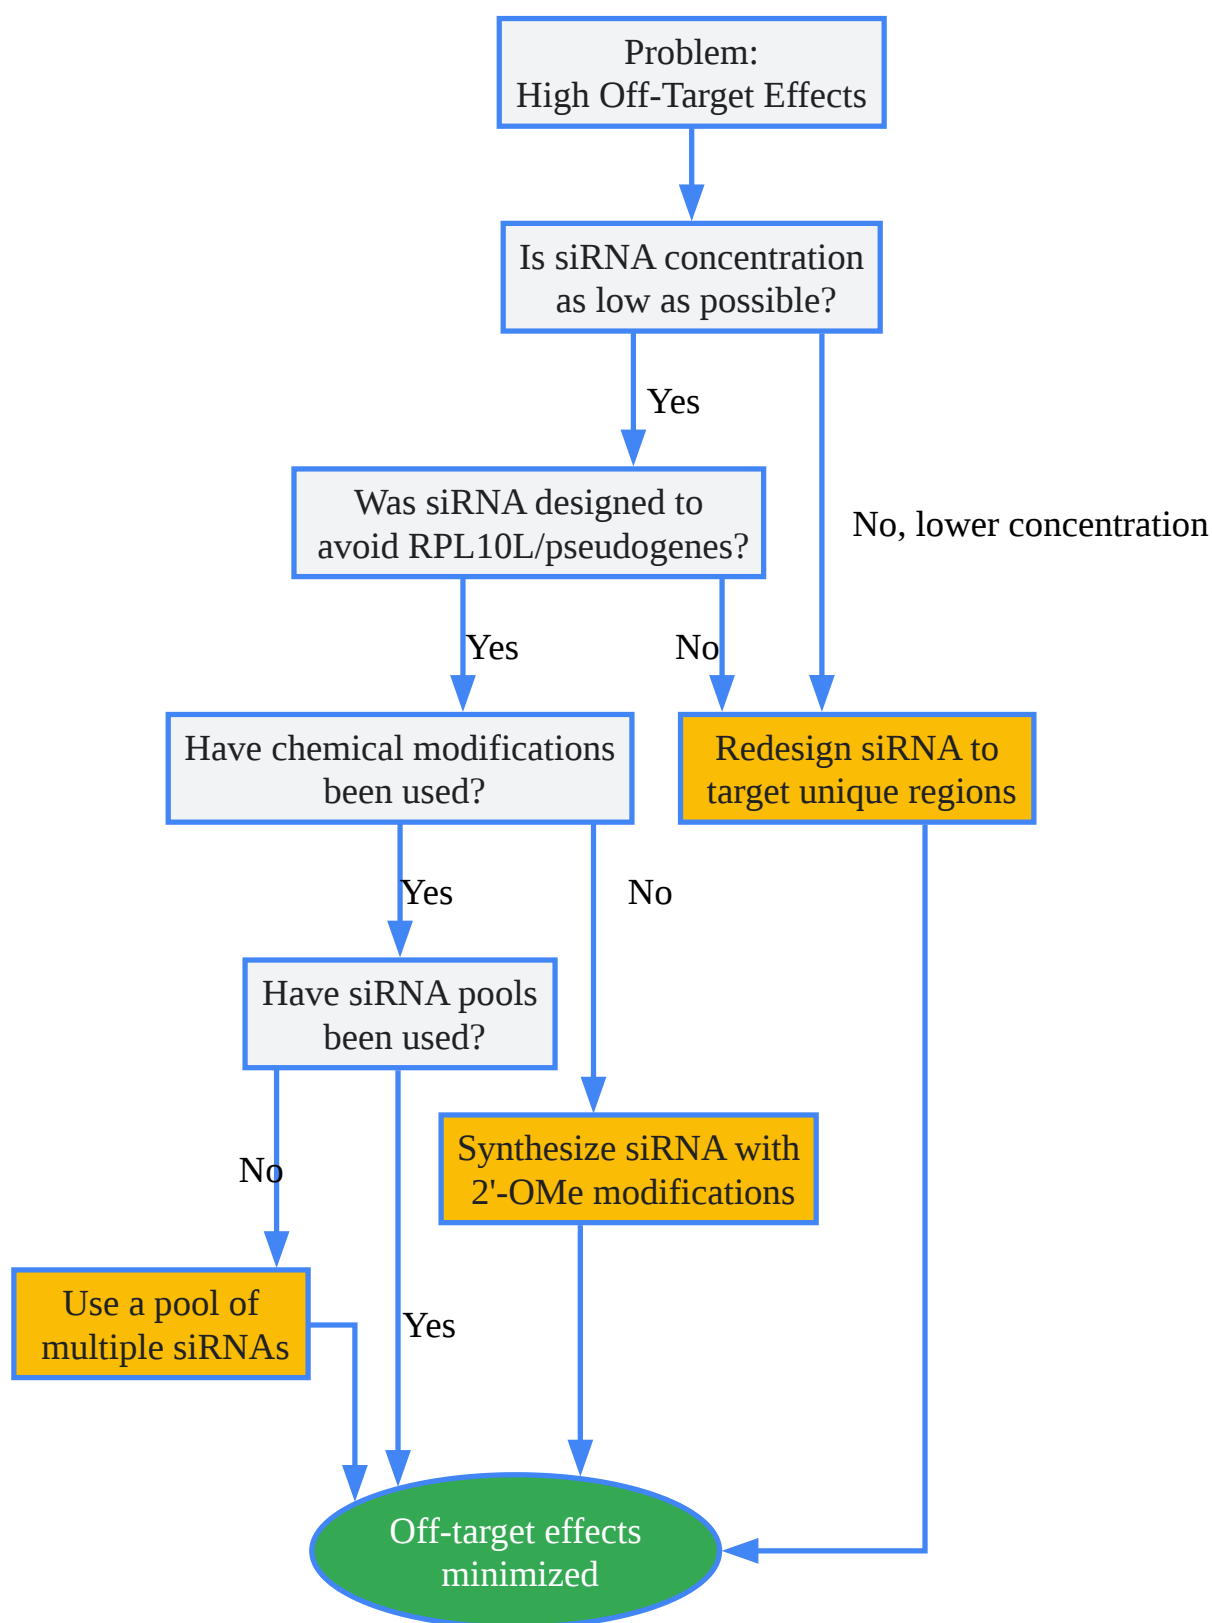 Problem:
High Off-Target Effects
Is siRNA concentration
as low as possible?
Yes
Was siRNA designed to
avoid RPL10L/pseudogenes?
No, lower concentration
Yes
No
Have chemical modifications
been used?
Redesign siRNA to
target unique regions
Yes
No
Have siRNA pools
been used?
Synthesize siRNA with
2'-OMe modifications
No
Use a pool of
multiple siRNAs
Yes
Off-target effects
minimized